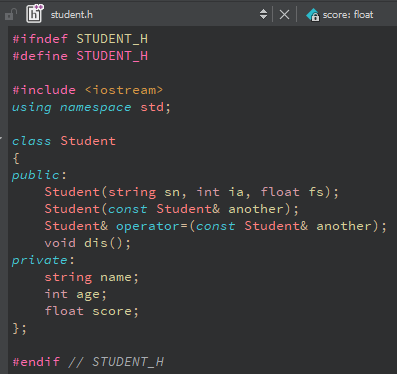 student.h score: float
#ifndef STUDENT_H
#define STUDENT_H
#include <iostream>
using namespace std;
class Student
{
public:
    Student(string sn, int ia, float fs);
    Student(const Student& another);
    Student& operator=(const Student& another);
    void dis();
private:
    string name;
    int age;
    float score;
};
#endif // STUDENT_H